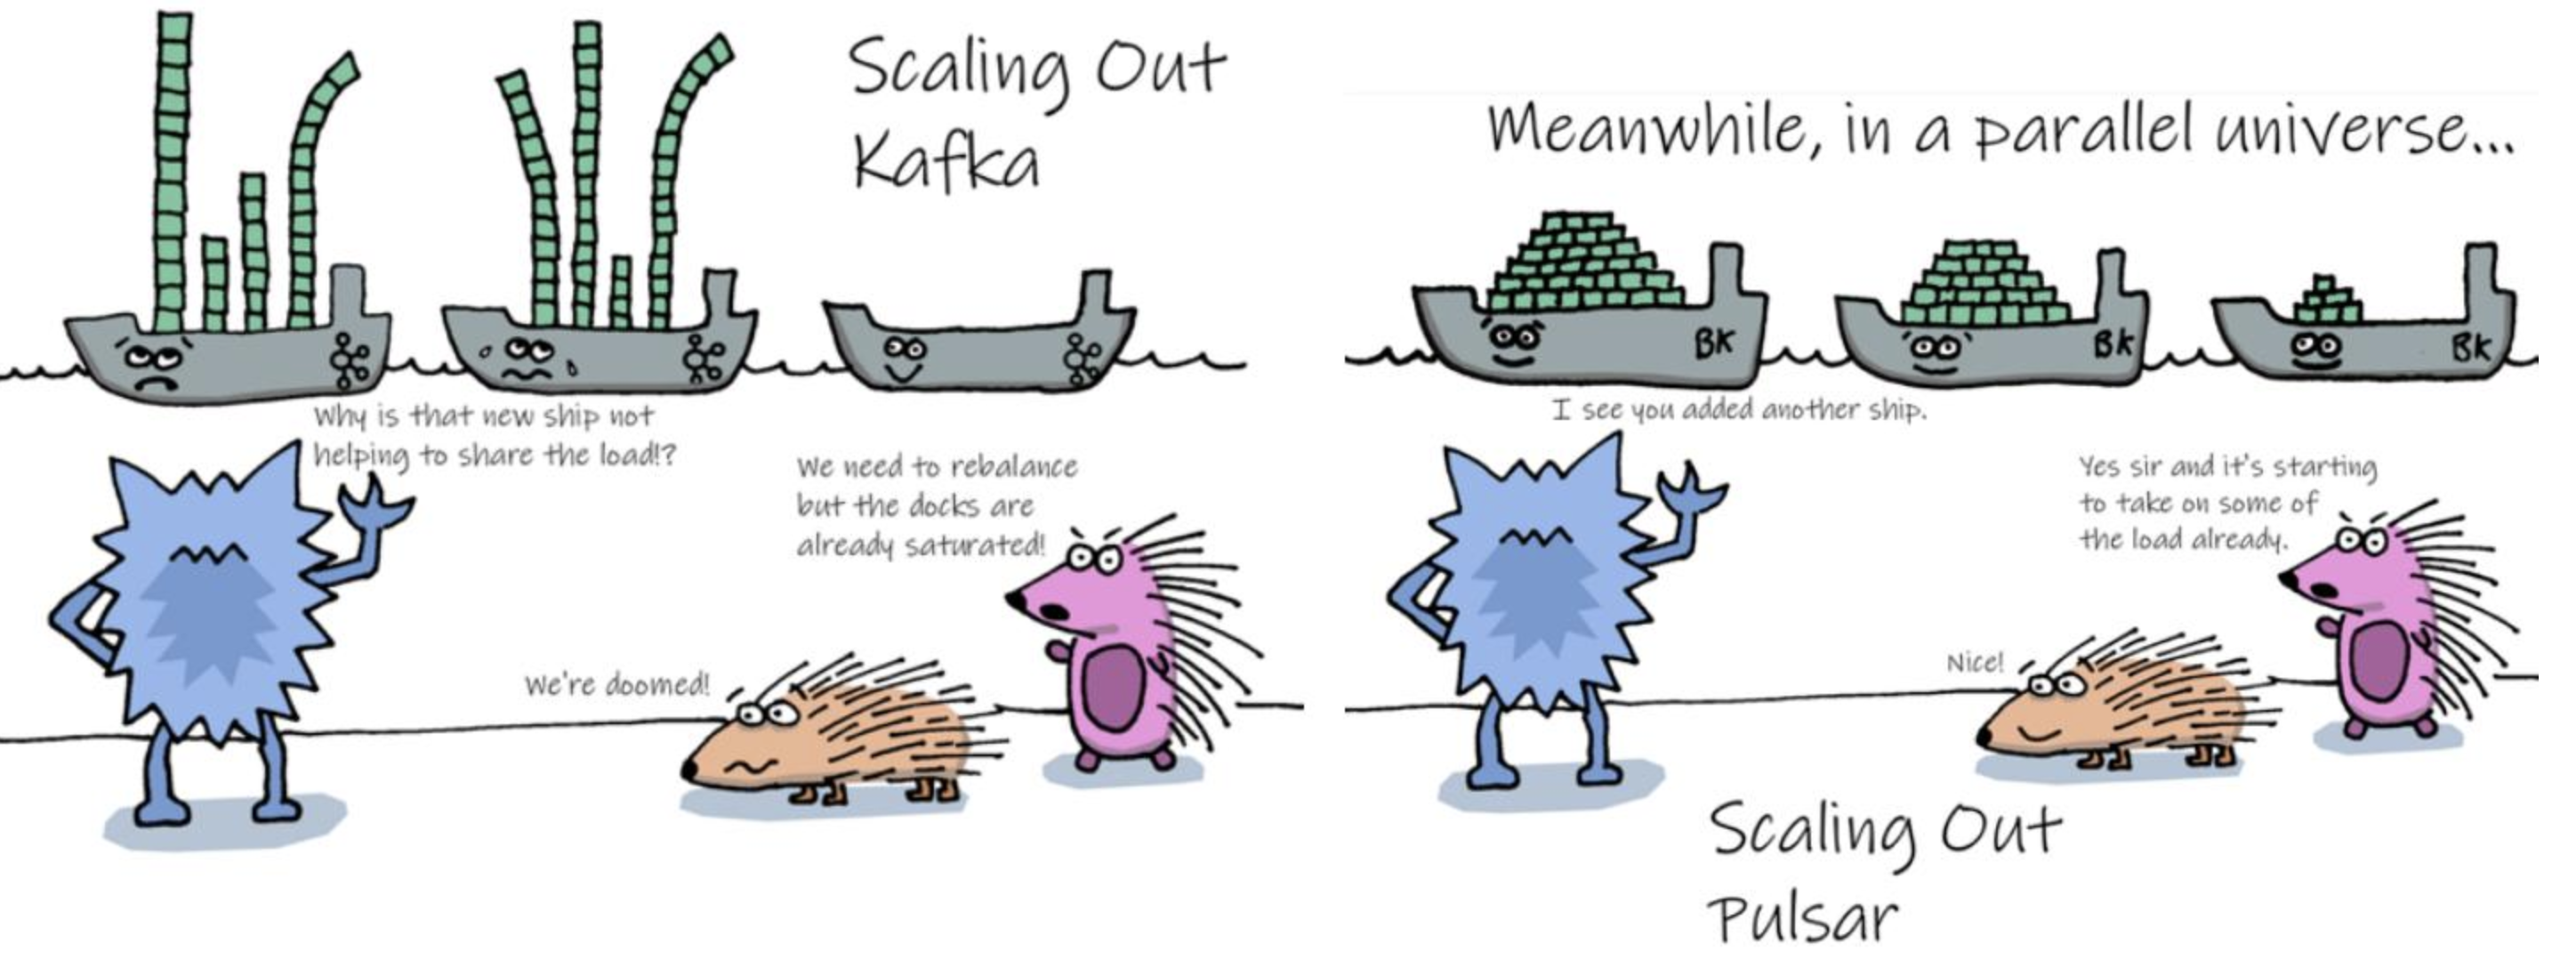 Scaling Out
Kafka
Why is that new ship not
helping to share the load!?
We need to rebalance
but the docks are
already saturated!
We're doomed!
Meanwhile, in a parallel universe...
BK
BK
BK
I see you added another ship.
Yes sir and it's starting
to take on some of
the load already.
Nice!
Scaling Out
Pulsar